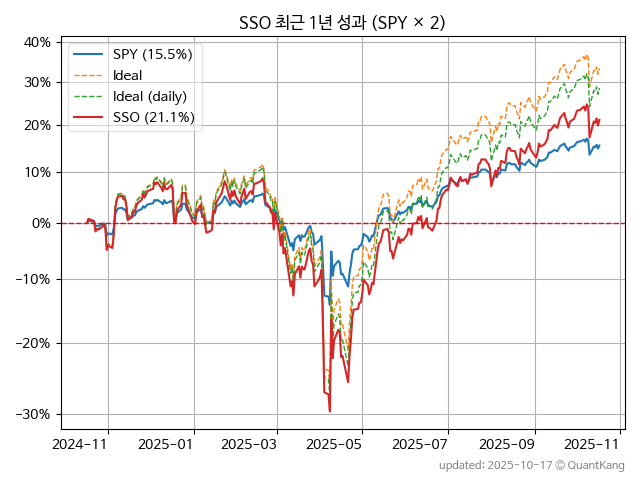 SSO 최근 1년 성과 (SPY × 2)
40%
30%
20%
10%
0%
−10%
−20%
−30%
SPY (15.5%)
Ideal
Ideal (daily)
SSO (21.1%)
2024−11
2025−01
2025−03
2025−05
2025−07
2025−09
2025−11
updated: 2025-10-17 © QuantKang